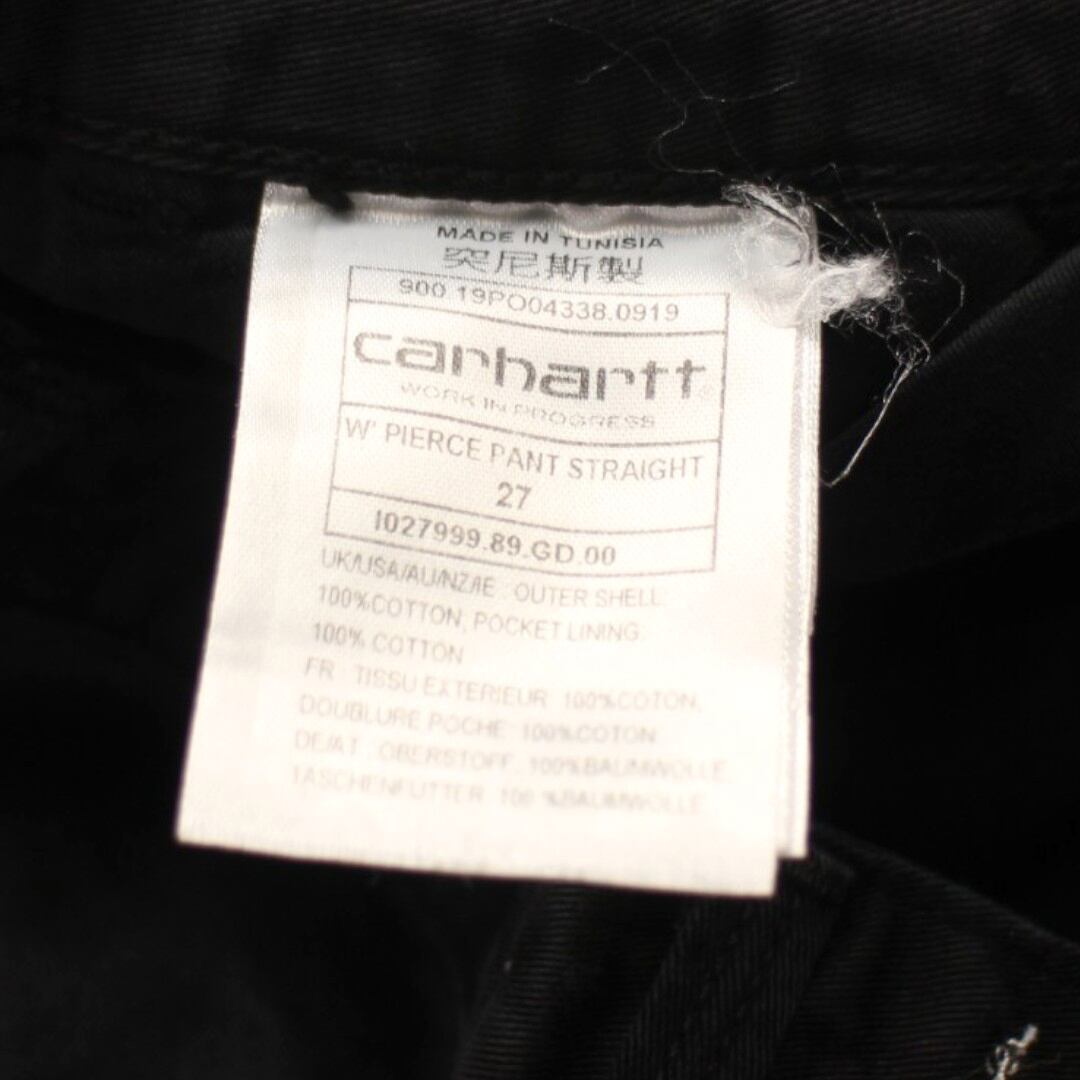 MADE IN TUNISIA
突尼斯製
900 19PO04338.0919
carhartt®
WORK IN PROGRESS
W' PIERCE PANT STRAIGHT
27
I027999.89.GD.00
UK/USA/AU/NZ/IE : OUTER SHELL:
100%COTTON, POCKET LINING:
100% COTTON
FR : TISSU EXTERIEUR 100%COTON,
DOUBLURE POCHE: 100%COTON
DE/AT : OBERSTOFF: 100%BAUMWOLLE,
TASCHENFUTTER: 100 %BAUMWOLLE